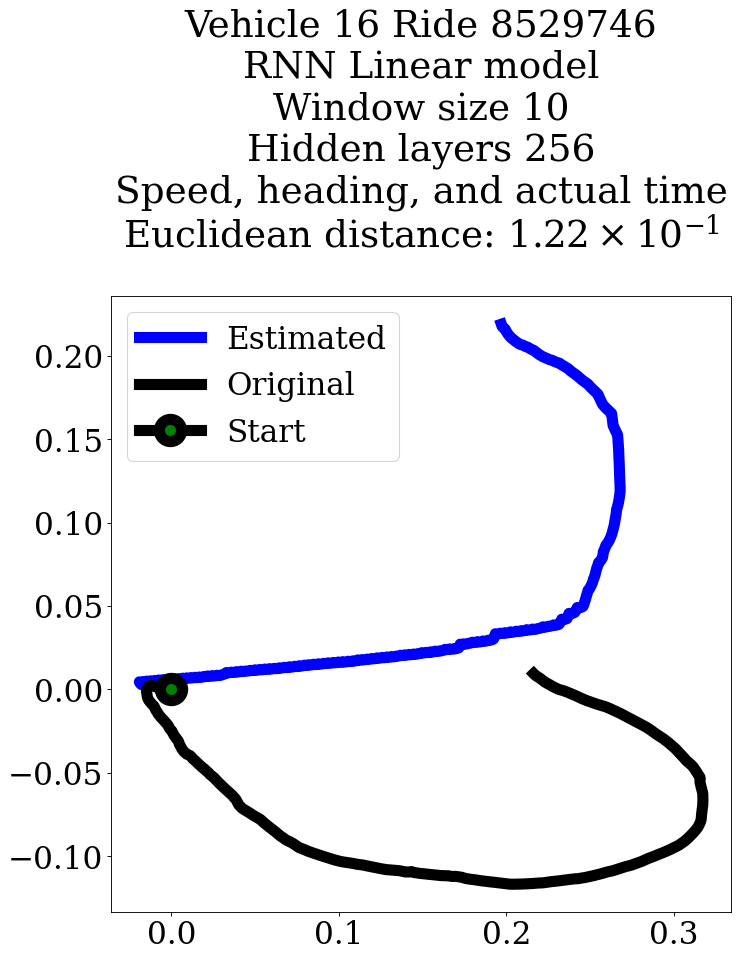 Vehicle 16 Ride 8529746
RNN Linear model
Window size 10
Hidden layers 256
Speed, heading, and actual time
Euclidean distance: 1.22 × 10⁻¹
Estimated
Original
Start
0.20
0.15
0.10
0.05
0.00
−0.05
−0.10
0.0 0.1 0.2 0.3